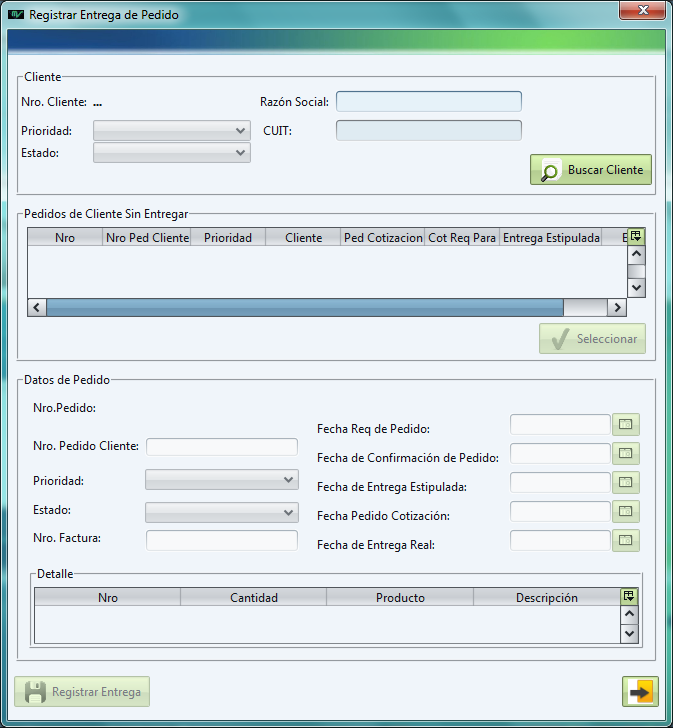 Registrar Entrega de Pedido
Cliente
Nro. Cliente: ...
Razón Social:
Prioridad:
CUIT:
Estado:
Buscar Cliente
Pedidos de Cliente Sin Entregar
Nro Nro Ped Cliente Prioridad Cliente Ped Cotizacion Cot Req Para Entrega Estipulada E
Seleccionar
Datos de Pedido
Nro.Pedido:
Fecha Req de Pedido:
Nro. Pedido Cliente:
Fecha de Confirmación de Pedido:
Prioridad:
Fecha de Entrega Estipulada:
Estado:
Fecha Pedido Cotización:
Nro. Factura:
Fecha de Entrega Real:
Detalle
Nro Cantidad Producto Descripción
Registrar Entrega